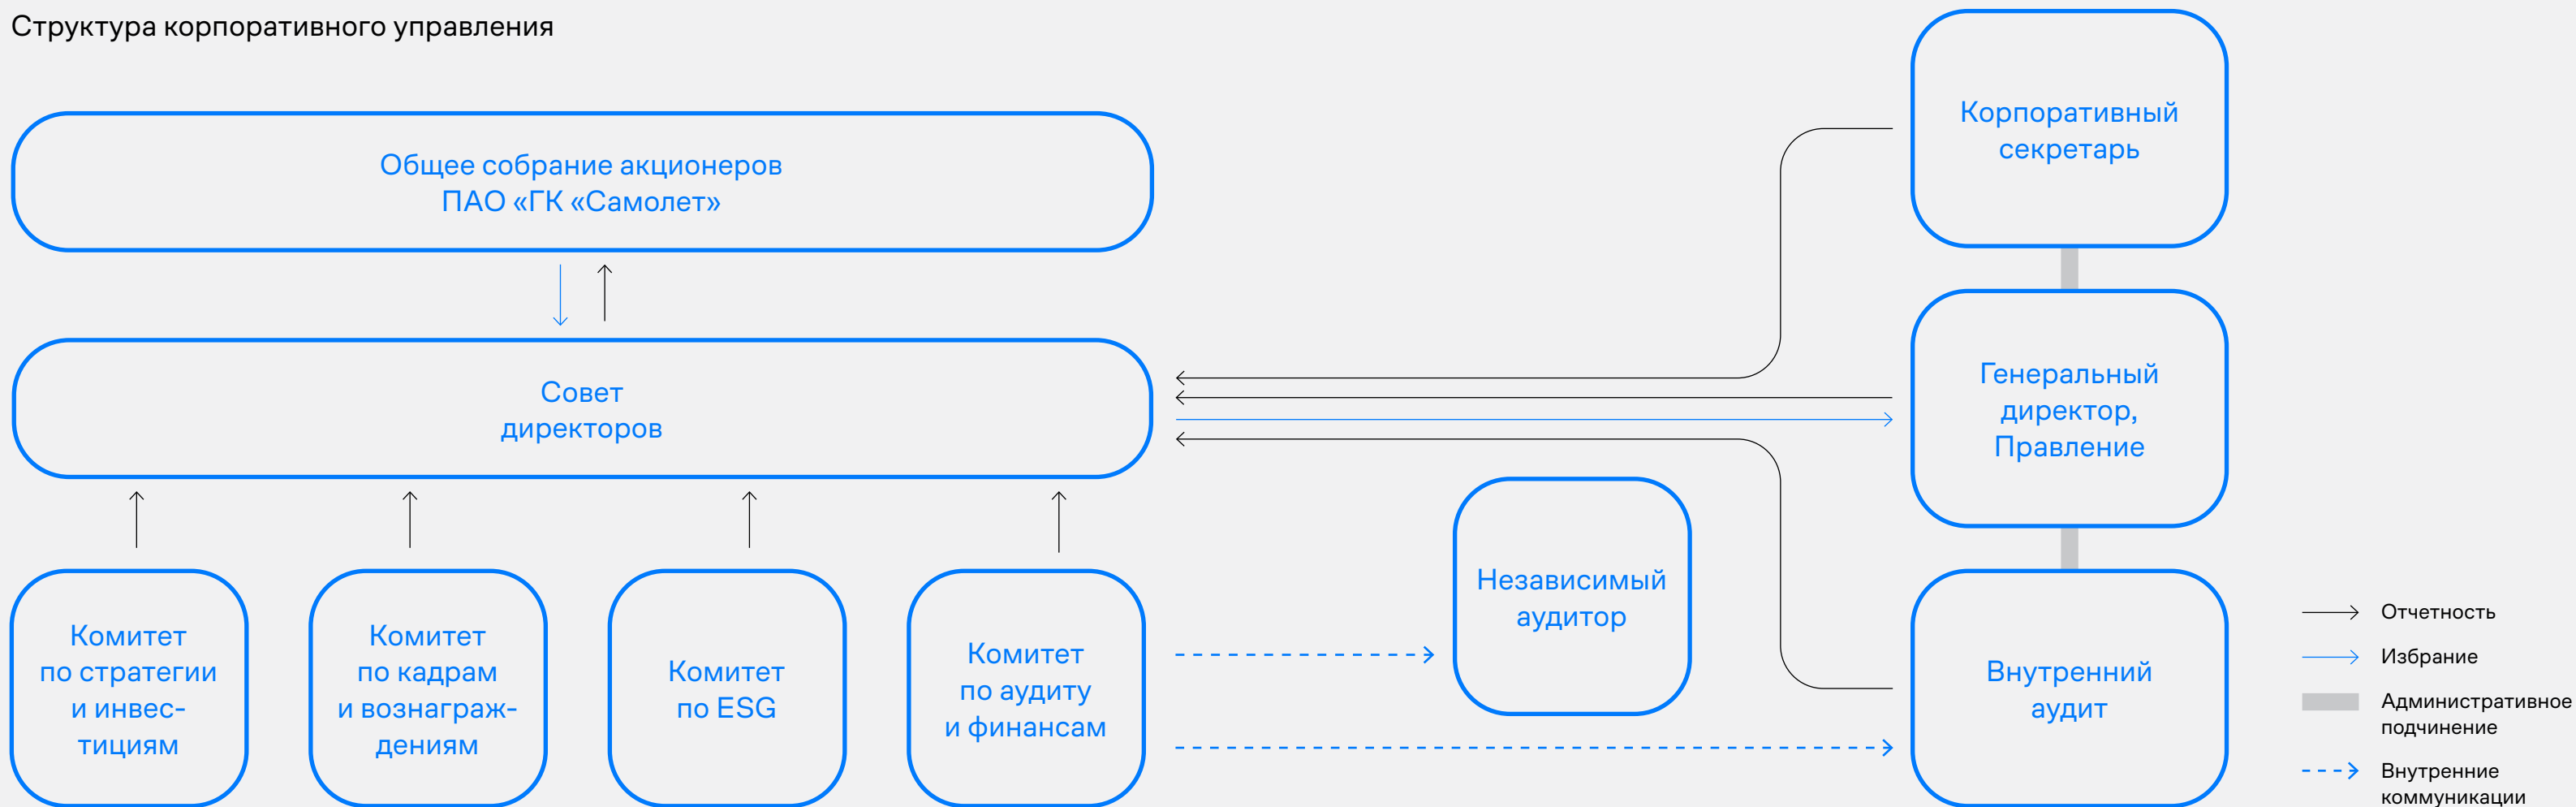 Структура корпоративного управления
Общее собрание акционеров
ПАО «ГК «Самолет»
Совет
директоров
Комитет
по стратегии
и инвес-
тициям
Комитет
по кадрам
и вознаграж-
дениям
Комитет
по ESG
Комитет
по аудиту
и финансам
Независимый
аудитор
Корпоративный
секретарь
Генеральный
директор,
Правление
Внутренний
аудит
Отчетность
Избрание
Административное
подчинение
Внутренние
коммуникации